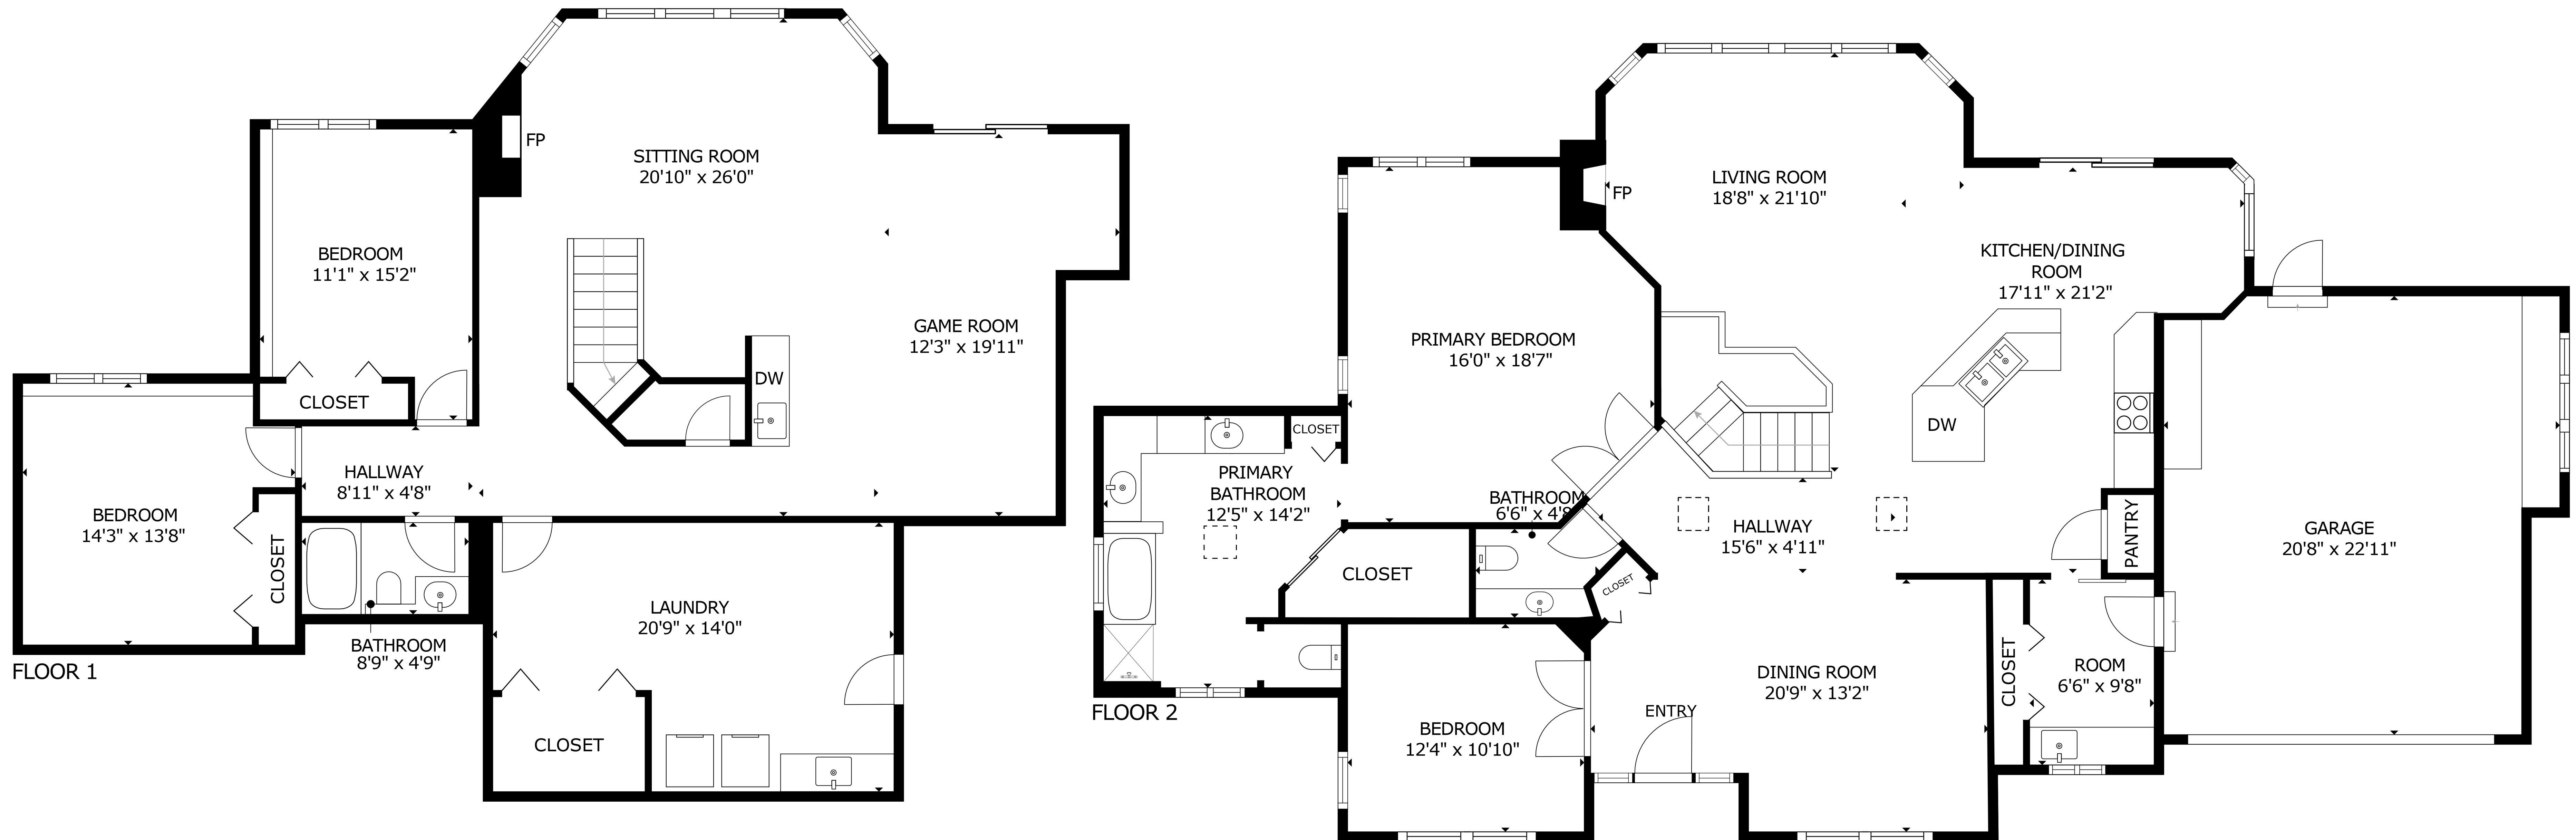 FP
SITTING ROOM
20'10" x 26'0"
BEDROOM
11'1" x 15'2"
GAME ROOM
12'3" x 19'11"
DW
CLOSET
HALLWAY
8'11" x 4'8"
BEDROOM
14'3" x 13'8"
CLOSET
LAUNDRY
20'9" x 14'0"
BATHROOM
8'9" x 4'9"
CLOSET
FLOOR 1
LIVING ROOM
18'8" x 21'10"
FP
KITCHEN/DINING
ROOM
17'11" x 21'2"
PRIMARY BEDROOM
16'0" x 18'7"
CLOSET
DW
PRIMARY
BATHROOM
12'5" x 14'2"
BATHROOM
6'6" x 4'8
HALLWAY
15'6" x 4'11"
PANTRY
GARAGE
20'8" x 22'11"
CLOSET
CLOSET
DINING ROOM
20'9" x 13'2"
CLOSET
ROOM
6'6" x 9'8"
ENTRY
BEDROOM
12'4" x 10'10"
FLOOR 2